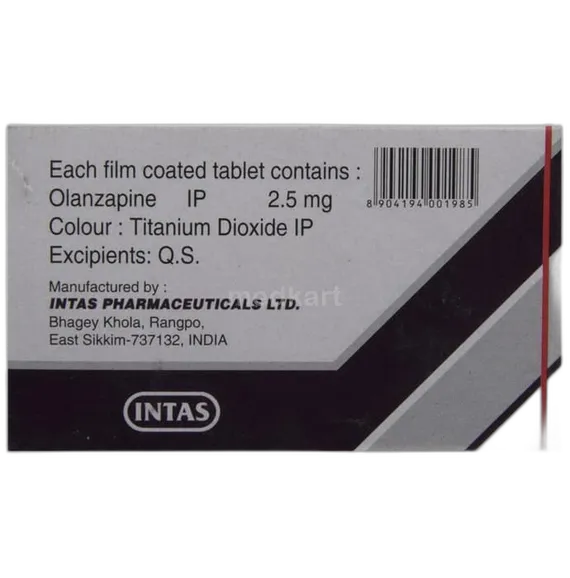 Each film coated tablet contains :
Olanzapine IP 2.5 mg
Colour : Titanium Dioxide IP
Excipients: Q.S.
8 904194 001985
Manufactured by :
INTAS PHARMACEUTICALS LTD.
Bhagey Khola, Rangpo,
East Sikkim-737132, INDIA
medkart
INTAS